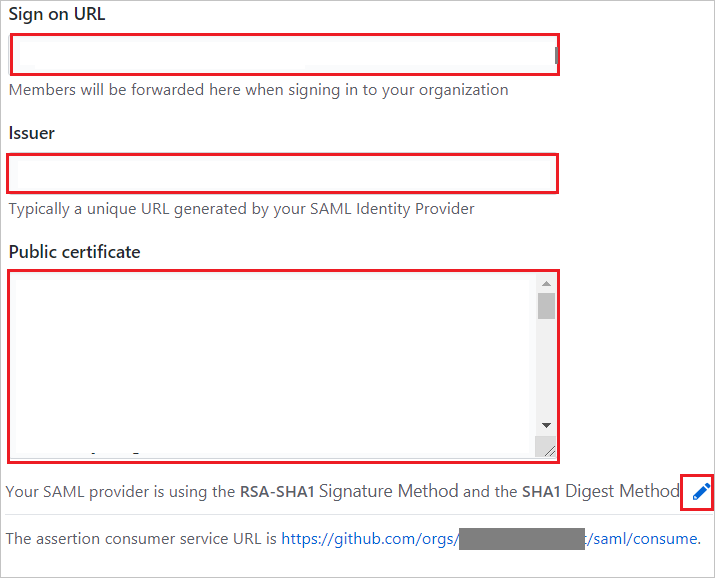 Sign on URL
Members will be forwarded here when signing in to your organization
Issuer
Typically a unique URL generated by your SAML Identity Provider
Public certificate
Your SAML provider is using the RSA-SHA1 Signature Method and the SHA1 Digest Method
The assertion consumer service URL is https://github.com/orgs/ /saml/consume.